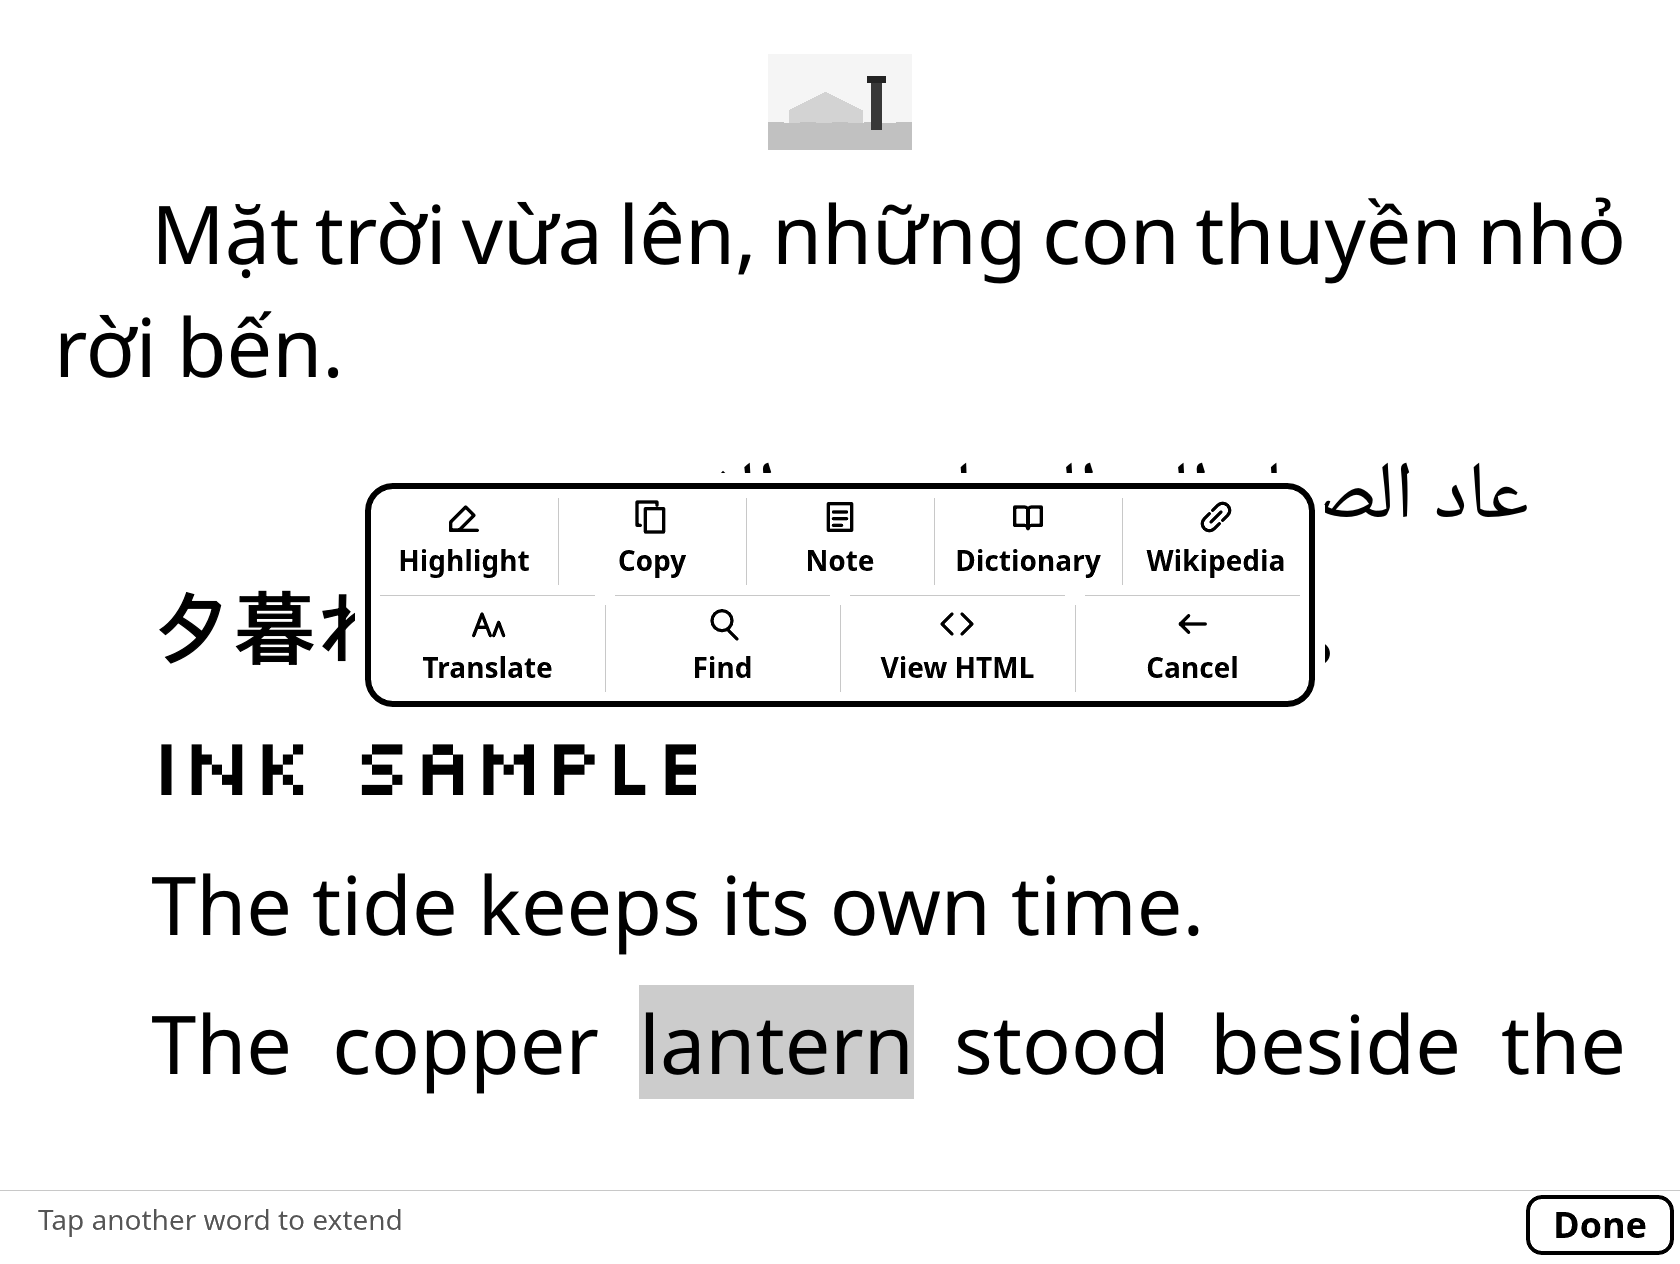 Mặt trời vừa lên, những con thuyền nhỏ
rời bến.
عاد
Highlight
Copy
Note
Dictionary
Wikipedia
夕暮れ
Translate
Find
View HTML
Cancel
INK SAMPLE
The tide keeps its own time.
The copper lantern stood beside the
Tap another word to extend
Done